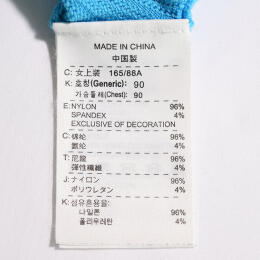 MADE IN CHINA
中国製
C: 女上装 165/88A
K: 호칭(Generic): 90
가슴둘레(Chest): 90
E: NYLON 96%
SPANDEX 4%
EXCLUSIVE OF DECORATION
C: 锦纶 96%
氨纶 4%
T: 尼龍 96%
弾性纖維 4%
J: ナイロン 96%
ポリウレタン 4%
K: 섬유혼용율:
나일론 96%
폴리우레탄 4%